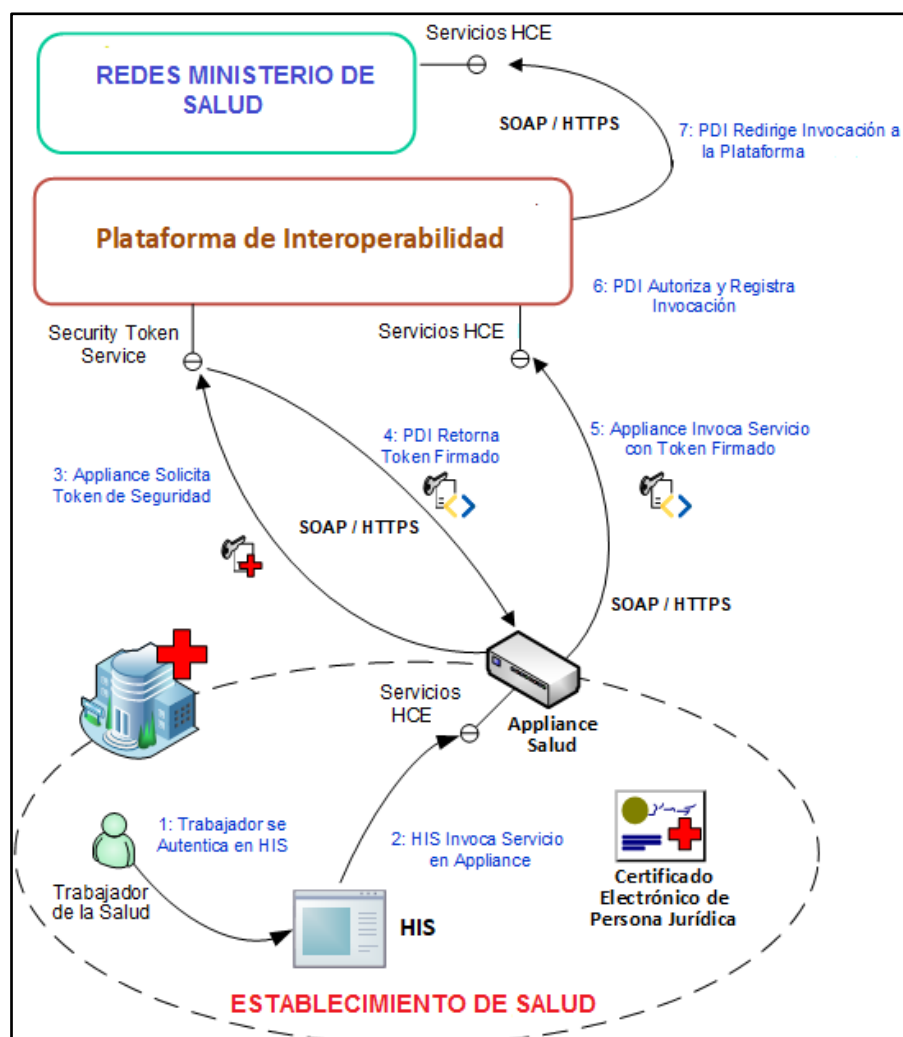 Servicios HCE
REDES MINISTERIO DE
SALUD
SOAP / HTTPS
7: PDI Redirige Invocación a
la Plataforma
Plataforma de Interoperabilidad
6: PDI Autoriza y Registra
Invocación
Security Token
Service
Servicios HCE
4: PDI Retorna
Token Firmado
5: Appliance Invoca Servicio
con Token Firmado
3: Appliance Solicita
Token de Seguridad
SOAP / HTTPS
SOAP / HTTPS
Servicios
HCE
Appliance
Salud
1: Trabajador se
Autentica en HIS
2: HIS Invoca Servicio
en Appliance
Trabajador
de la Salud
HIS
Certificado
Electrónico de
Persona Jurídica
ESTABLECIMIENTO DE SALUD